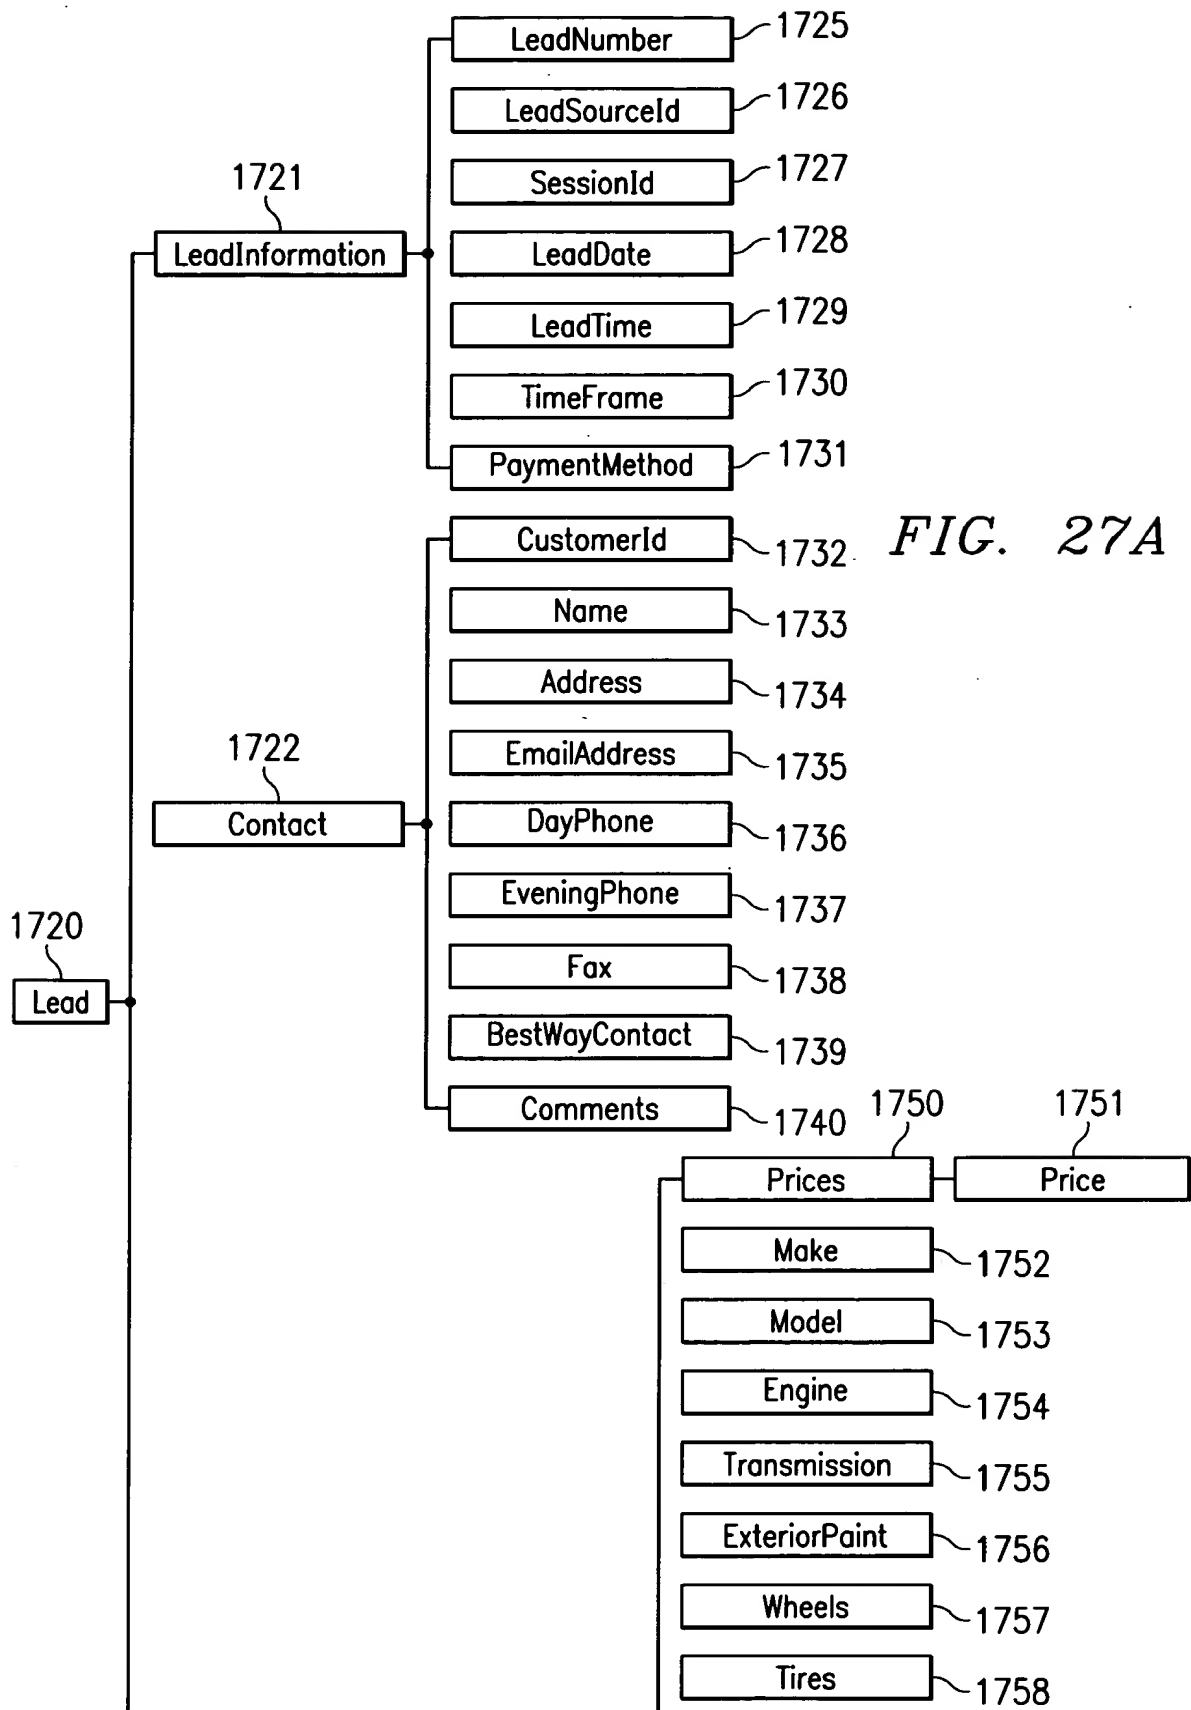 LeadNumber 1725
LeadSourceId 1726
SessionId 1727
1721
LeadInformation
LeadDate 1728
LeadTime 1729
TimeFrame 1730
PaymentMethod 1731
FIG. 27A
CustomerId 1732
Name 1733
Address 1734
EmailAddress 1735
1722
Contact
DayPhone 1736
EveningPhone 1737
1720
Lead
Fax 1738
BestWayContact 1739
Comments 1740
1750 1751
Prices Price
Make 1752
Model 1753
Engine 1754
Transmission 1755
ExteriorPaint 1756
Wheels 1757
Tires 1758